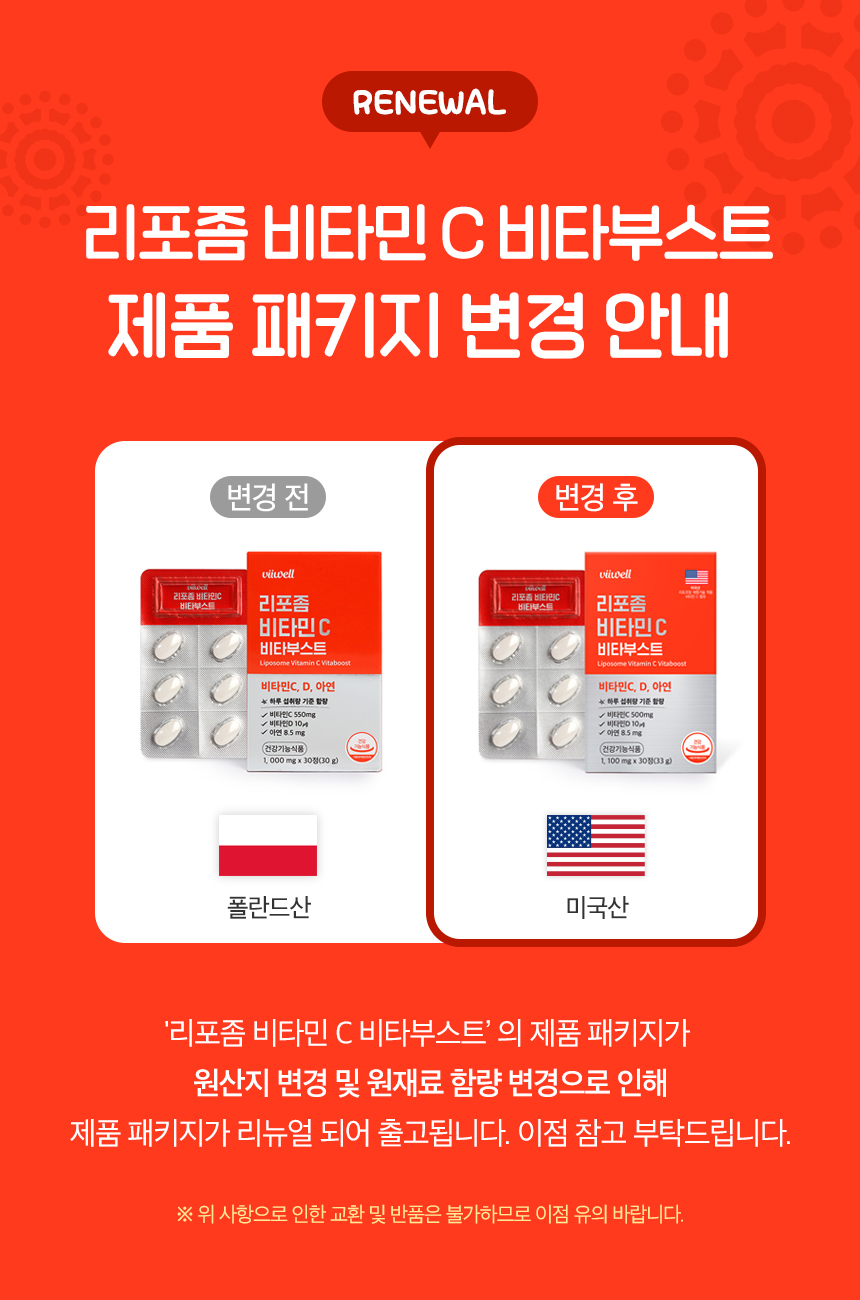 RENEWAL
리포좀 비타민 C 비타부스트
제품 패키지 변경 안내
변경 전
viiwell
리포좀 비타민C
비타부스트
viiwell
리포좀
비타민 C
비타부스트
Liposome Vitamin C Vitaboost
비타민C, D, 아연
하루 섭취량 기준 함량
비타민C 550mg
비타민D 10㎍
아연 8.5 mg
건강기능식품
1, 000 mg x 30정(30 g)
건강
기능식품
폴란드산
변경 후
리포좀 비타민C
비타부스트
viiwell
리포좀
비타민 C
비타부스트
Liposome Vitamin C Vitaboost
비타민C, D, 아연
하루 섭취량 기준 함량
비타민C 500mg
비타민D 10㎍
아연 8.5 mg
건강기능식품
1, 100 mg x 30정(33 g)
건강
기능식품
미국산
'리포좀 비타민 C 비타부스트’ 의 제품 패키지가
원산지 변경 및 원재료 함량 변경으로 인해
제품 패키지가 리뉴얼 되어 출고됩니다. 이점 참고 부탁드립니다.
※ 위 사항으로 인한 교환 및 반품은 불가하므로 이점 유의 바랍니다.